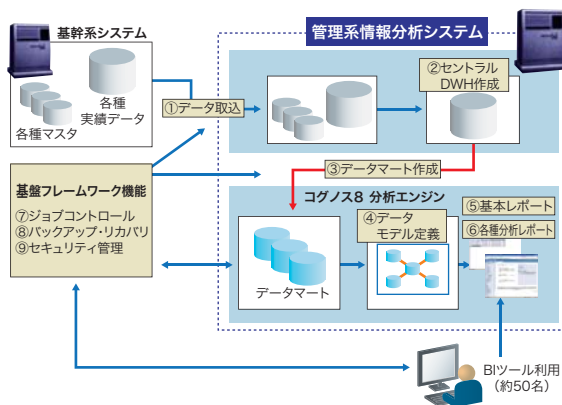 基幹系システム
各種マスタ
各種
実績データ
管理系情報分析システム
①データ取込
②セントラル
DWH作成
③データマート作成
基盤フレームワーク機能
⑦ジョブコントロール
⑧バックアップ・リカバリ
⑨セキュリティ管理
コグノス8 分析エンジン
データマート
④データ
モデル定義
⑤基本レポート
⑥各種分析レポート
BIツール利用
（約50名）